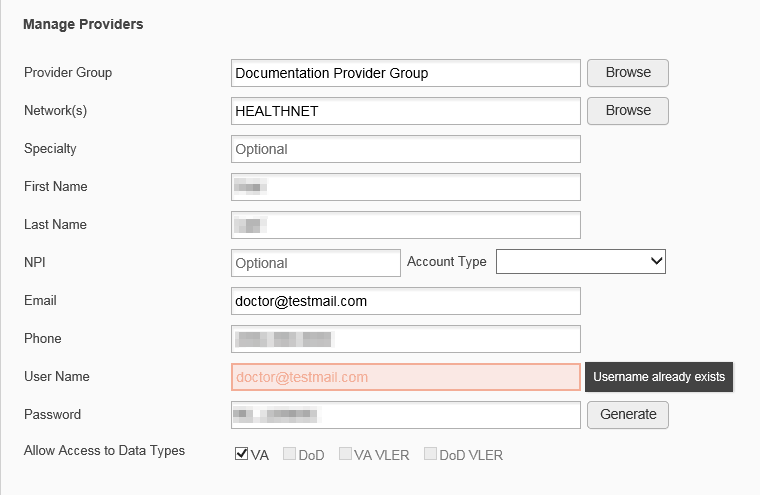 Manage Providers
Provider Group Documentation Provider Group Browse
Network(s) HEALTHNET Browse
Specialty Optional
First Name
Last Name
NPI Optional Account Type
Email doctor@testmail.com
Phone
User Name doctor@testmail.com Username already exists
Password Generate
Allow Access to Data Types VA DoD VA VLER DoD VLER